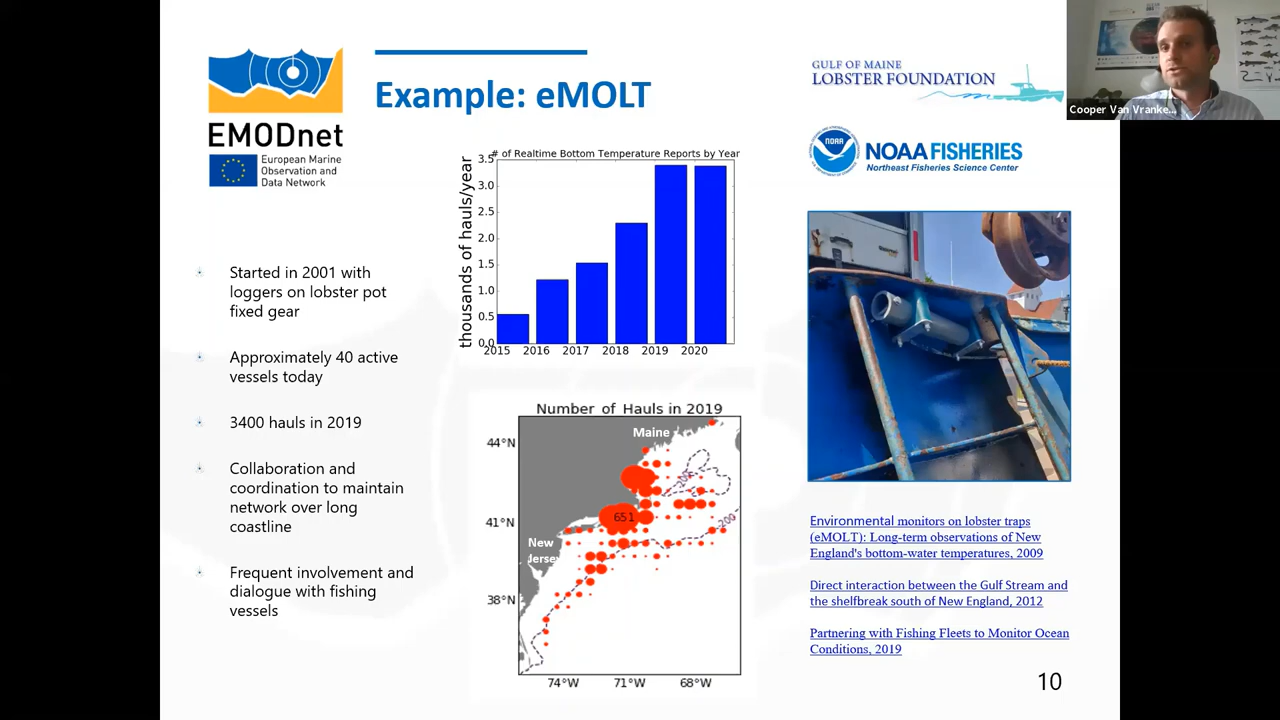 EMODnet
European Marine
Observation and
Data Network
Example: eMOLT
GULF OF MAINE
LOBSTER FOUNDATION
Cooper Van Vranke...
NOAA
NOAA FISHERIES
Northeast Fisheries Science Center
# of Realtime Bottom Temperature Reports by Year
thousands of hauls/year
3.5
3.0
2.5
2.0
1.5
1.0
0.5
0.0
2015 2016 2017 2018 2019 2020
Started in 2001 with
loggers on lobster pot
fixed gear
Approximately 40 active
vessels today
3400 hauls in 2019
Collaboration and
coordination to maintain
network over long
coastline
Frequent involvement and
dialogue with fishing
vessels
Number of Hauls in 2019
44°N
41°N
38°N
Maine
651
200
New
Jersey
74°W 71°W 68°W
Environmental monitors on lobster traps
(eMOLT): Long-term observations of New
England's bottom-water temperatures, 2009
Direct interaction between the Gulf Stream and
the shelfbreak south of New England, 2012
Partnering with Fishing Fleets to Monitor Ocean
Conditions, 2019
10